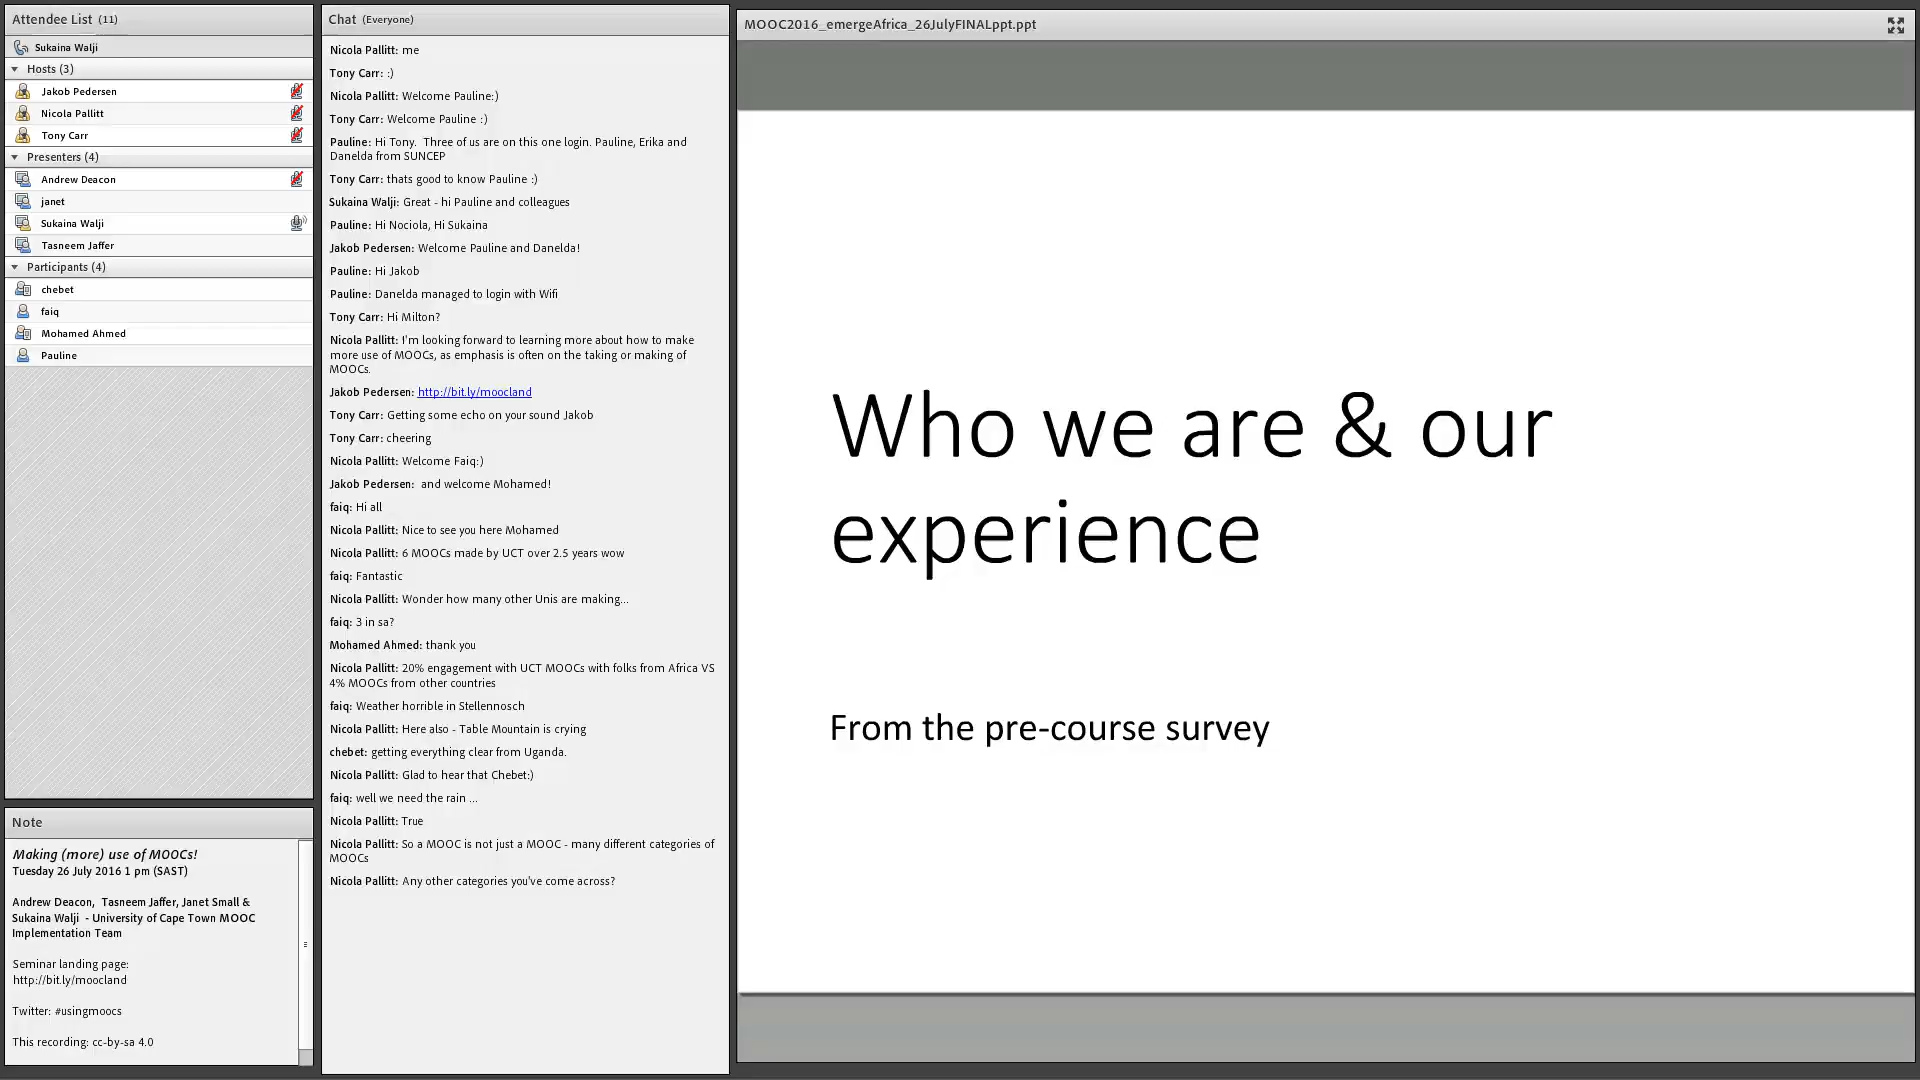 Attendee List (11)
Sukaina Walji
Hosts (3)
Jakob Pedersen
Nicola Pallitt
Tony Carr
Presenters (4)
Andrew Deacon
janet
Sukaina Walji
Tasneem Jaffer
Participants (4)
chebet
faiq
Mohamed Ahmed
Pauline
Note
Making (more) use of MOOCs!
Tuesday 26 July 2016 1 pm (SAST)
Andrew Deacon, Tasneem Jaffer, Janet Small &
Sukaina Walji - University of Cape Town MOOC
Implementation Team
Seminar landing page:
http://bit.ly/moocland
Twitter: #usingmoocs
This recording: cc-by-sa 4.0
Chat (Everyone)
Nicola Pallitt: me
Tony Carr: :)
Nicola Pallitt: Welcome Pauline:)
Tony Carr: Welcome Pauline :)
Pauline: Hi Tony. Three of us are on this one login. Pauline, Erika and
Danelda from SUNCEP
Tony Carr: thats good to know Pauline :)
Sukaina Walji: Great - hi Pauline and colleagues
Pauline: Hi Nociola, Hi Sukaina
Jakob Pedersen: Welcome Pauline and Danelda!
Pauline: Hi Jakob
Pauline: Danelda managed to login with Wifi
Tony Carr: Hi Milton?
Nicola Pallitt: I'm looking forward to learning more about how to make
more use of MOOCs, as emphasis is often on the taking or making of
MOOCs.
Jakob Pedersen: http://bit.ly/moocland
Tony Carr: Getting some echo on your sound Jakob
Tony Carr: cheering
Nicola Pallitt: Welcome Faiq:)
Jakob Pedersen: and welcome Mohamed!
faiq: Hi all
Nicola Pallitt: Nice to see you here Mohamed
Nicola Pallitt: 6 MOOCs made by UCT over 2.5 years wow
faiq: Fantastic
Nicola Pallitt: Wonder how many other Unis are making...
faiq: 3 in sa?
Mohamed Ahmed: thank you
Nicola Pallitt: 20% engagement with UCT MOOCs with folks from Africa VS
4% MOOCs from other countries
faiq: Weather horrible in Stellennosch
Nicola Pallitt: Here also - Table Mountain is crying
chebet: getting everything clear from Uganda.
Nicola Pallitt: Glad to hear that Chebet:)
faiq: well we need the rain ...
Nicola Pallitt: True
Nicola Pallitt: So a MOOC is not just a MOOC - many different categories of
MOOCs
Nicola Pallitt: Any other categories you've come across?
MOOC2016_emergeAfrica_26JulyFINALppt.ppt
Who we are & our
experience
From the pre-course survey